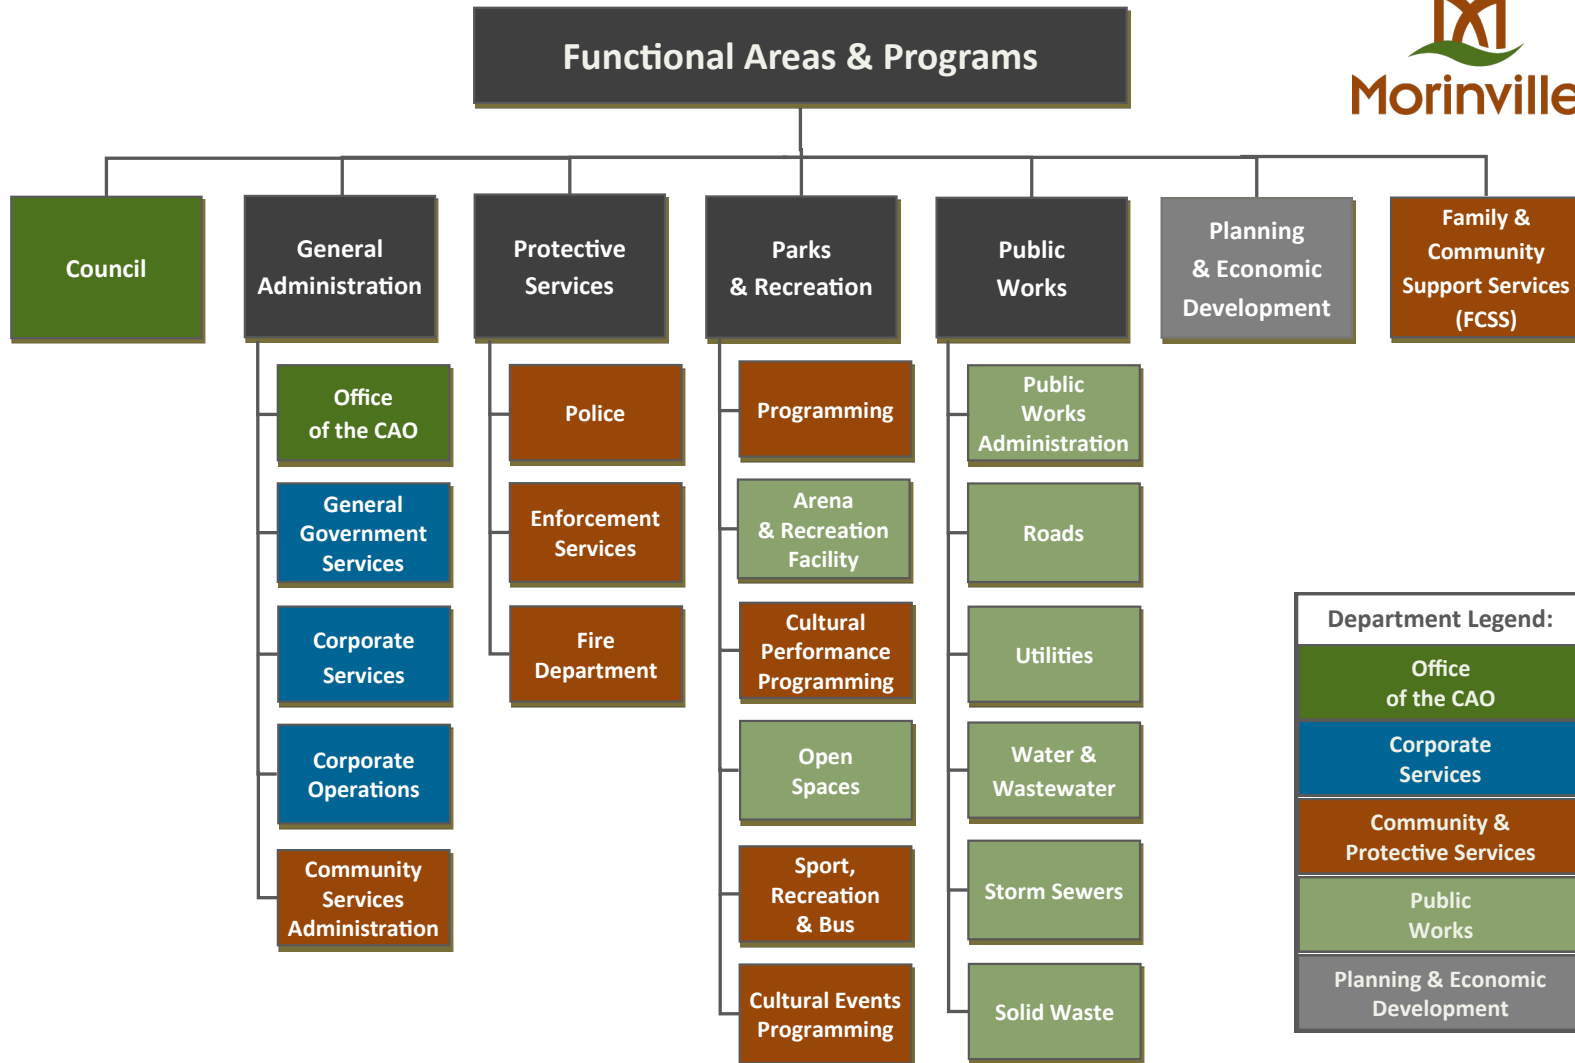 Functional Areas & Programs
Morinville
Council
General
Administration
Protective
Services
Parks
& Recreation
Public
Works
Planning
& Economic
Development
Family &
Community
Support Services
(FCSS)
Office
of the CAO
General
Government
Services
Corporate
Services
Corporate
Operations
Community
Services
Administration
Police
Enforcement
Services
Fire
Department
Programming
Arena
& Recreation
Facility
Cultural
Performance
Programming
Open
Spaces
Sport,
Recreation
& Bus
Cultural Events
Programming
Public
Works
Administration
Roads
Utilities
Water &
Wastewater
Storm Sewers
Solid Waste
Department Legend:
Office
of the CAO
Corporate
Services
Community &
Protective Services
Public
Works
Planning & Economic
Development